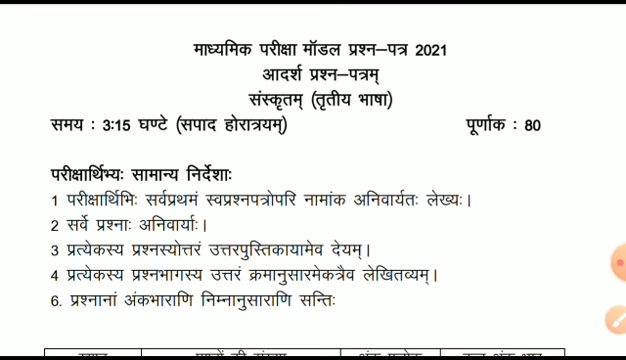 माध्यमिक परीक्षा मॉडल प्रश्न–पत्र 2021
आदर्श प्रश्न–पत्रम्
संस्कृतम् (तृतीय भाषा)
समय : 3:15 घण्टे (सपाद होरात्रयम्) पूर्णाक : 80
परीक्षार्थिभ्यः सामान्य निर्देशाः
1 परीक्षार्थिभिः सर्वप्रथमं स्वप्रश्नपत्रोपरि नामांक अनिवार्यतः लेख्यः।
2 सर्वे प्रश्नाः अनिवार्याः।
3 प्रत्येकस्य प्रश्नस्योत्तरं उत्तरपुस्तिकायामेव देयम्।
4 प्रत्येकस्य प्रश्नभागस्य उत्तरं क्रमानुसारमेकत्रैव लेखितव्यम्।
6. प्रश्नानां अंकभाराणि निम्नानुसाराणि सन्तिः